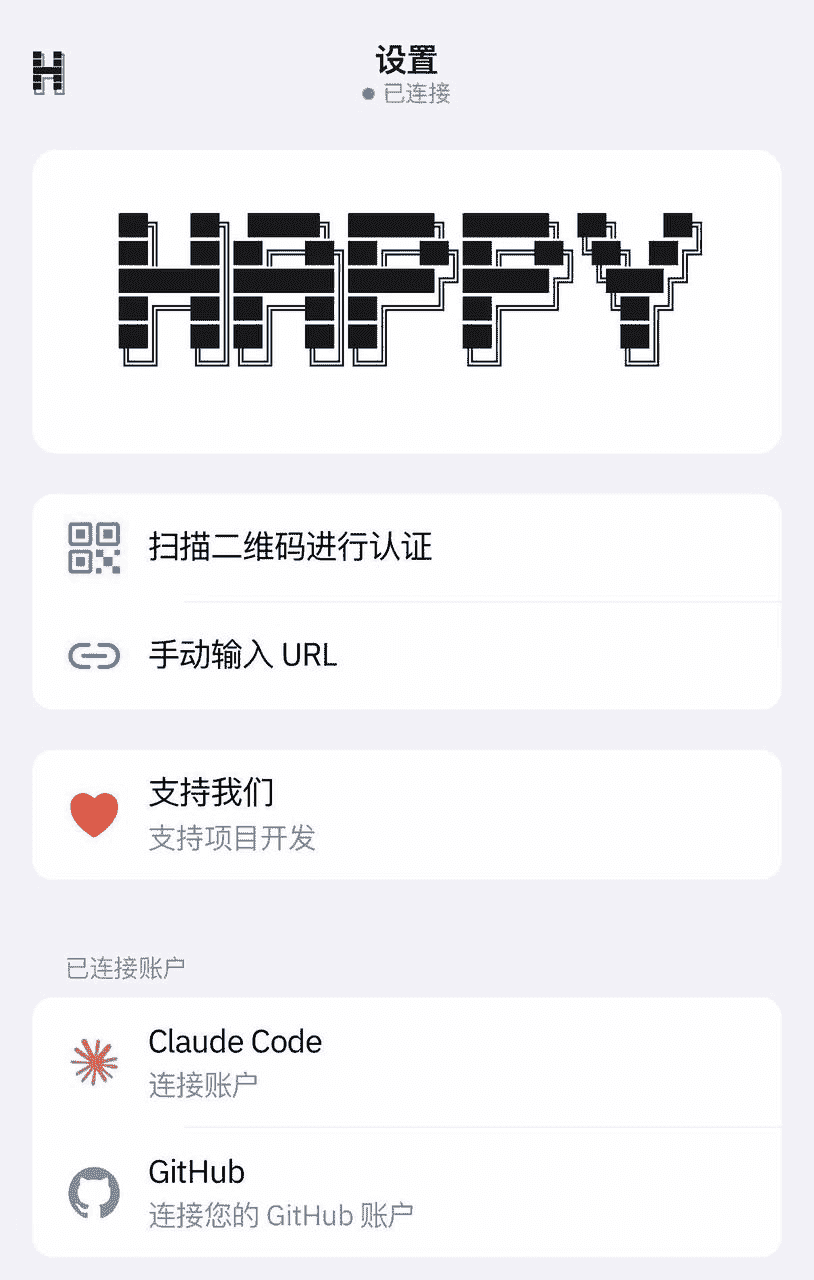 H
设置
已连接
HAPPY
扫描二维码进行认证
手动输入 URL
支持我们
支持项目开发
已连接账户
Claude Code
连接账户
GitHub
连接您的 GitHub 账户